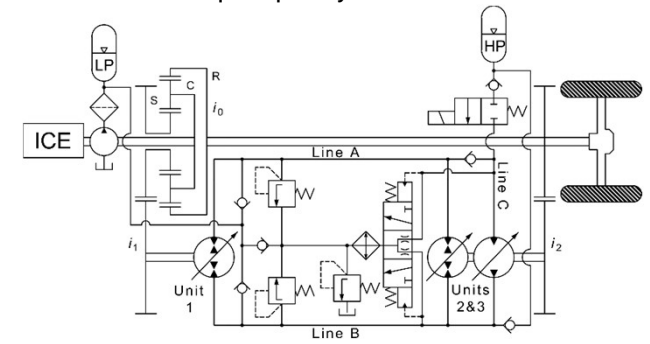 HP
LP
R
C
S
i0
ICE
Line A
Line C
i1
i2
Unit
1
Units
2&3
Line B